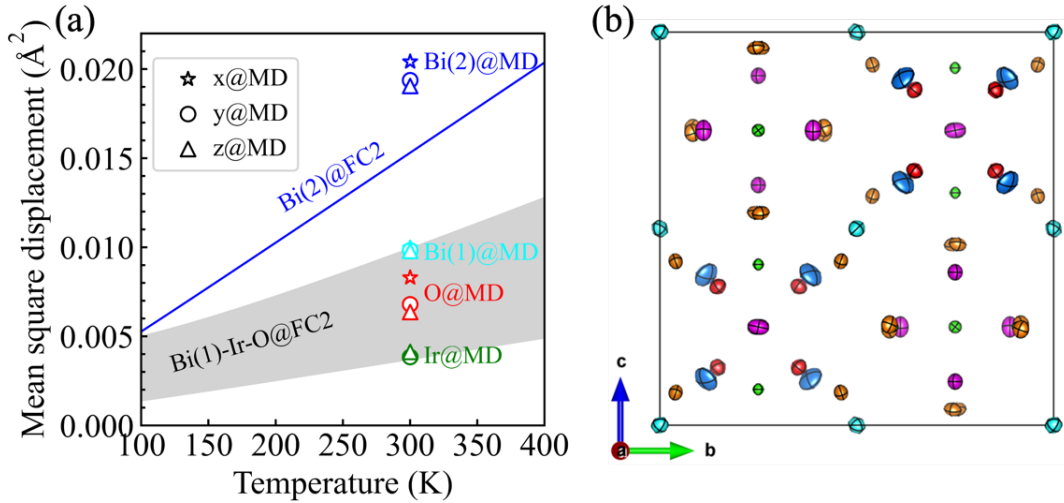 (a)
Mean square displacement (Å²)
0.020
0.015
0.010
0.005
0.000
x@MD
y@MD
z@MD
Bi(2)@MD
Bi(2)@FC2
Bi(1)@MD
O@MD
Bi(1)-Ir-O@FC2
Ir@MD
100 150 200 250 300 350 400
Temperature (K)
(b)
c
a
b